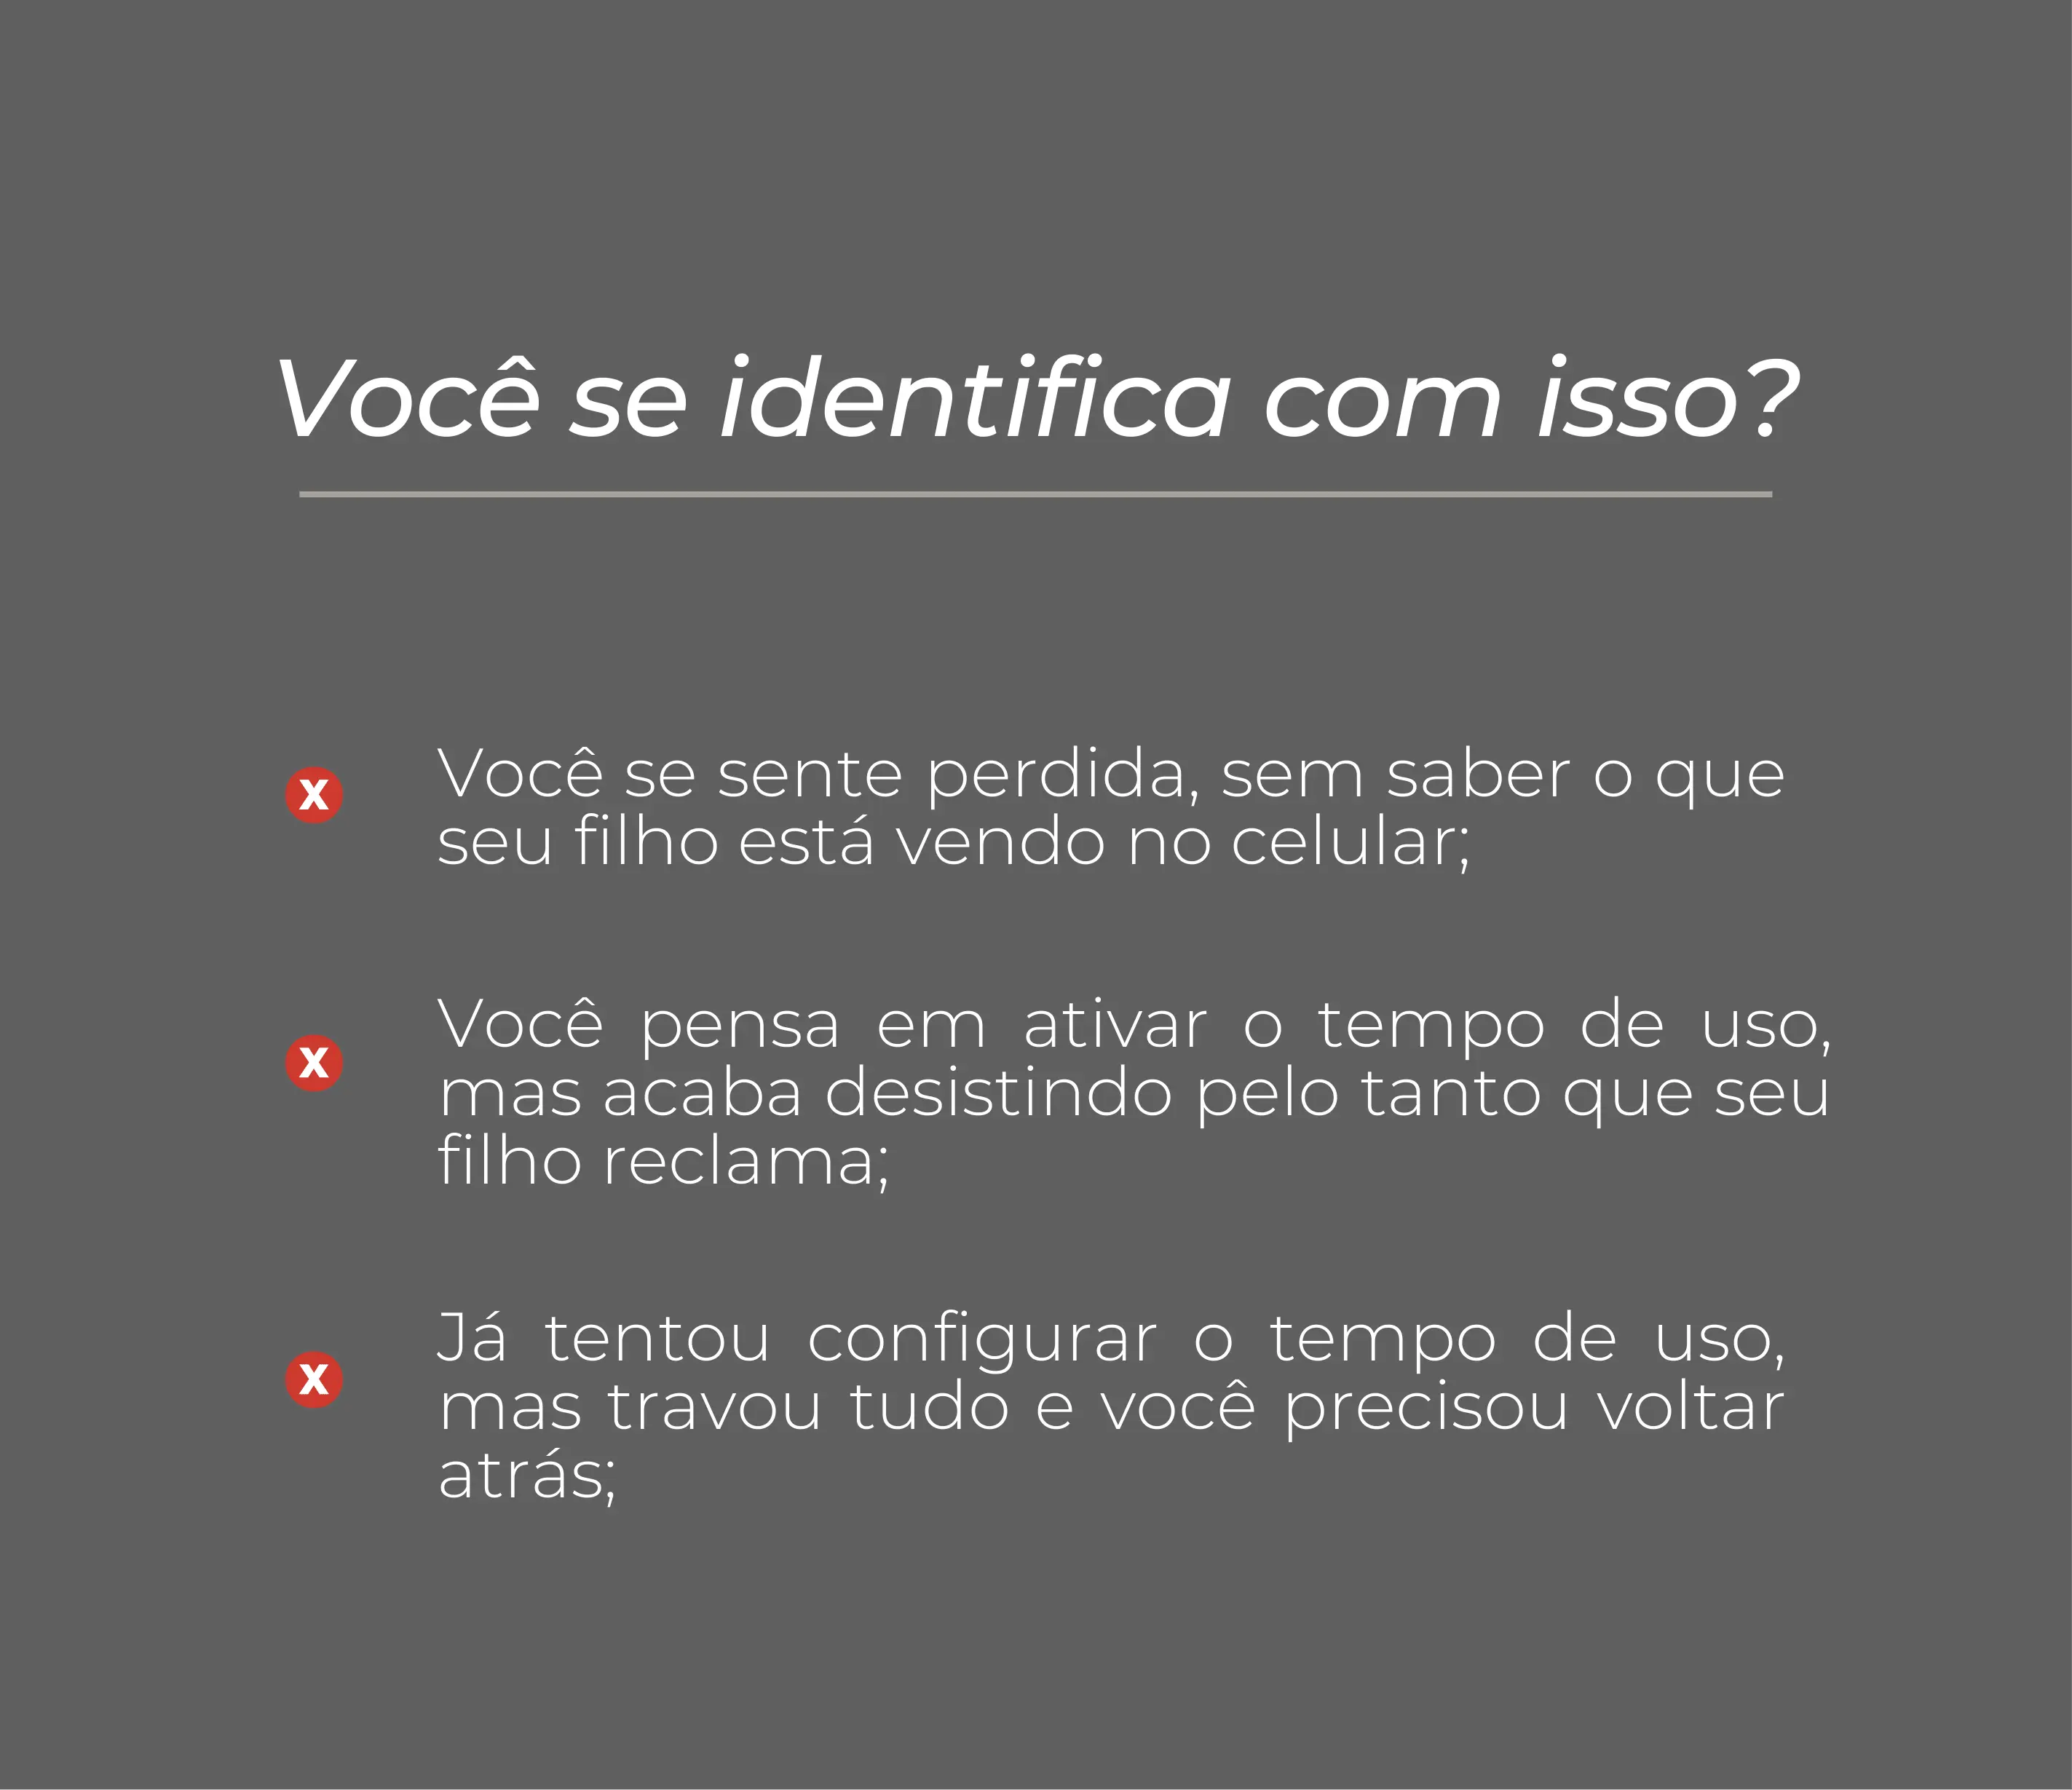 Você se identifica com isso?
X
Você se sente perdida, sem saber o que
seu filho está vendo no celular;
X
Você pensa em ativar o tempo de uso,
mas acaba desistindo pelo tanto que seu
filho reclama;
X
Já tentou configurar o tempo de uso,
mas travou tudo e você precisou voltar
atrás;